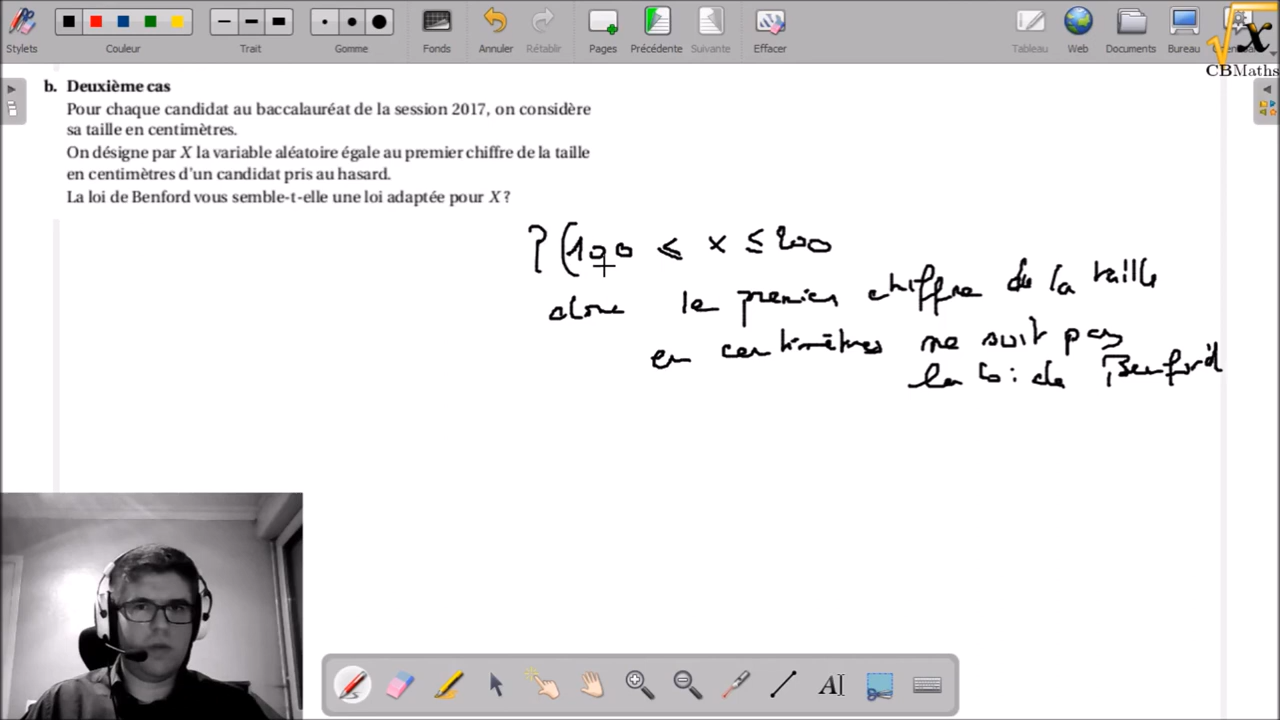 Stylets
Couleur
Trait
Gomme
Fonds
Annuler
Rétablir
Pages
Précédente
Suivante
Effacer
Tableau
Web
Documents
Bureau
CBMaths
b. Deuxième cas
Pour chaque candidat au baccalauréat de la session 2017, on considère
sa taille en centimètres.
On désigne par X la variable aléatoire égale au premier chiffre de la taille
en centimètres d'un candidat pris au hasard.
La loi de Benford vous semble-t-elle une loi adaptée pour X ?
P(100 ≤ x ≤ 200
donc le premier chiffre de la taille
en centimètres ne suit pas
la loi de Benford
AI